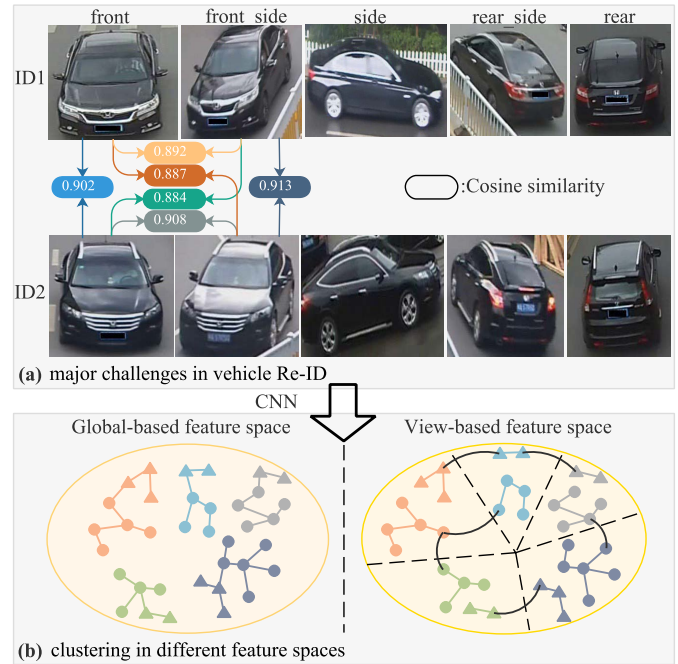 front front_side side rear_side rear
ID1
0.892
0.887
0.902 0.913 :Cosine similarity
0.884
0.908
ID2
(a) major challenges in vehicle Re-ID
CNN
Global-based feature space View-based feature space
(b) clustering in different feature spaces